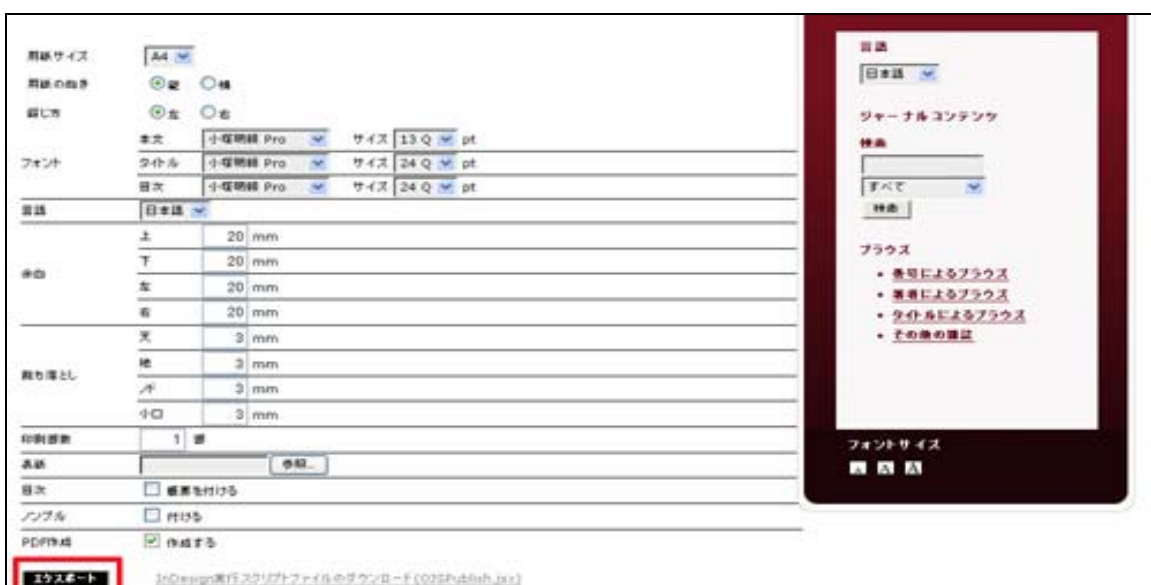 用紙サイズ A4
用紙の向き 縦 横
綴じ方 左 右
フォント
本文 小塚明朝 Pro サイズ 13 Q pt
タイトル 小塚明朝 Pro サイズ 24 Q pt
目次 小塚明朝 Pro サイズ 24 Q pt
言語 日本語
余白
上 20 mm
下 20 mm
左 20 mm
右 20 mm
裁ち落とし
天 3 mm
地 3 mm
ノド 3 mm
小口 3 mm
印刷部数 1 部
表紙 参照...
目次 概要を付ける
ノンブル 付ける
PDF作成 作成する
エクスポート InDesign実行スクリプトファイルのダウンロード(OJSPublish.jsx)
言語
日本語
ジャーナルコンテンツ
検索
すべて
検索
ブラウズ
• 巻号によるブラウズ
• 著者によるブラウズ
• タイトルによるブラウズ
• その他の雑誌
フォントサイズ
A A A